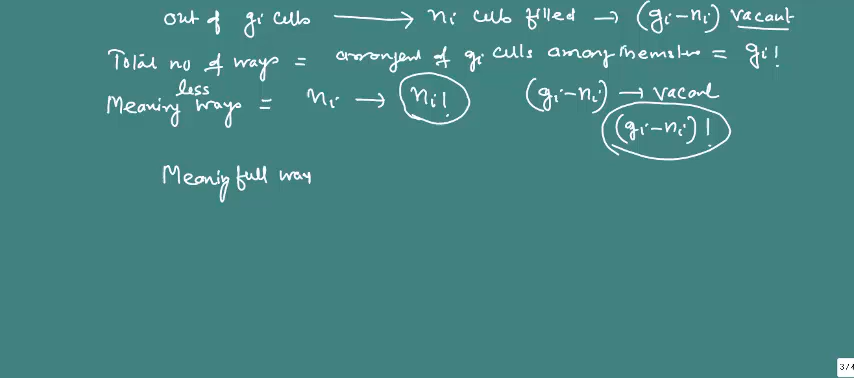 out of gi cells ⟶ ni cells filled → (gi-ni) vacant
Total no of ways = arrangent of gi cells among themselves = gi!
less
Meaning ways = ni → ni! (gi-ni) → vacant
(gi-ni)!
Meaningfull way
3/4